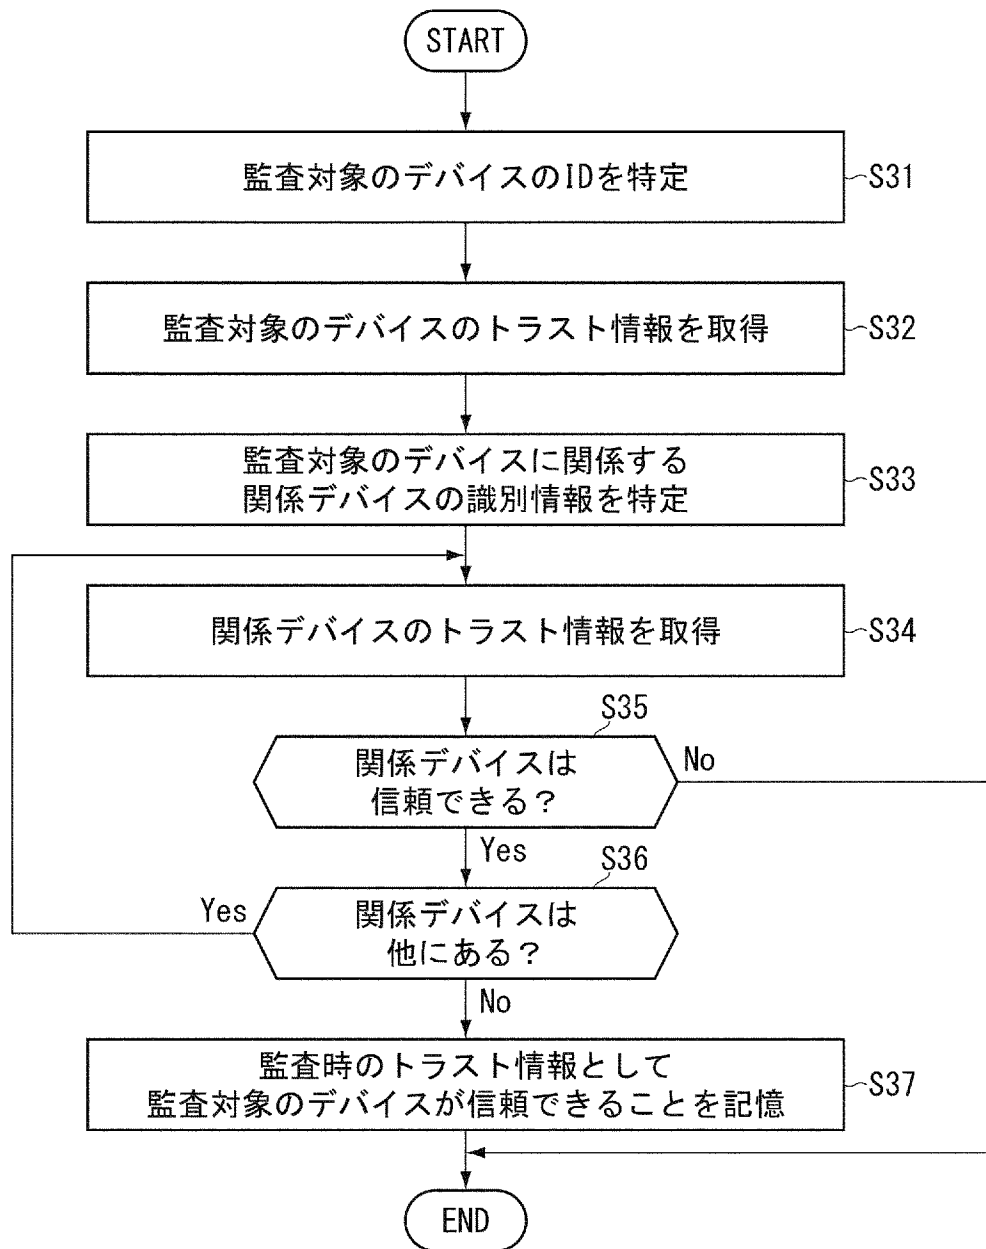 START
監査対象のデバイスのIDを特定
S31
監査対象のデバイスのトラスト情報を取得
S32
監査対象のデバイスに関係する
関係デバイスの識別情報を特定
S33
関係デバイスのトラスト情報を取得
S34
S35
関係デバイスは
信頼できる？
No
Yes
S36
関係デバイスは
他にある？
Yes
No
監査時のトラスト情報として
監査対象のデバイスが信頼できることを記憶
S37
END